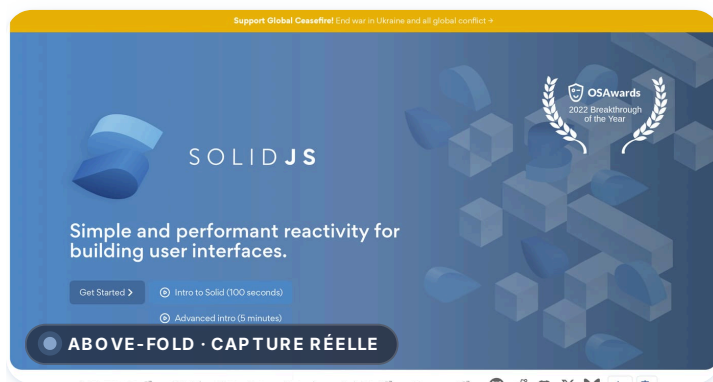 Support Global Ceasefire! End war in Ukraine and all global conflict →
OSAwards
2022 Breakthrough
of the Year
SOLIDJS
Simple and performant reactivity for
building user interfaces.
Get Started
Intro to Solid (100 seconds)
Advanced intro (5 minutes)
ABOVE-FOLD · CAPTURE RÉELLE